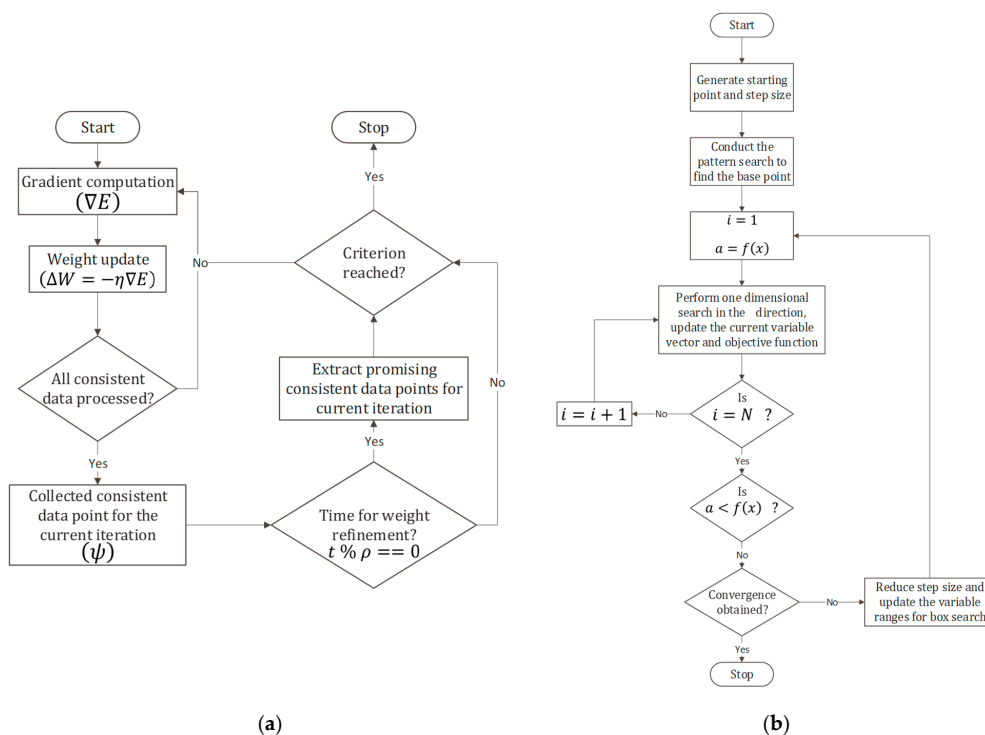 Start
Gradient computation
(∇E)
Weight update
(ΔW = −η∇E)
All consistent
data processed?
Yes
No
Collected consistent
data point for the
current iteration
(ψ)
Time for weight
refinement?
t % ρ == 0
Yes
No
Extract promising
consistent data points for
current iteration
Criterion
reached?
Yes
Stop
(a)
Start
Generate starting
point and step size
Conduct the
pattern search to
find the base point
i = 1
a = f(x)
Perform one dimensional
search in the direction,
update the current variable
vector and objective function
Is
i = N ?
No
i = i + 1
Yes
Is
a < f(x) ?
No
Convergence
obtained?
No
Reduce step size and
update the variable
ranges for box search
Yes
Stop
(b)